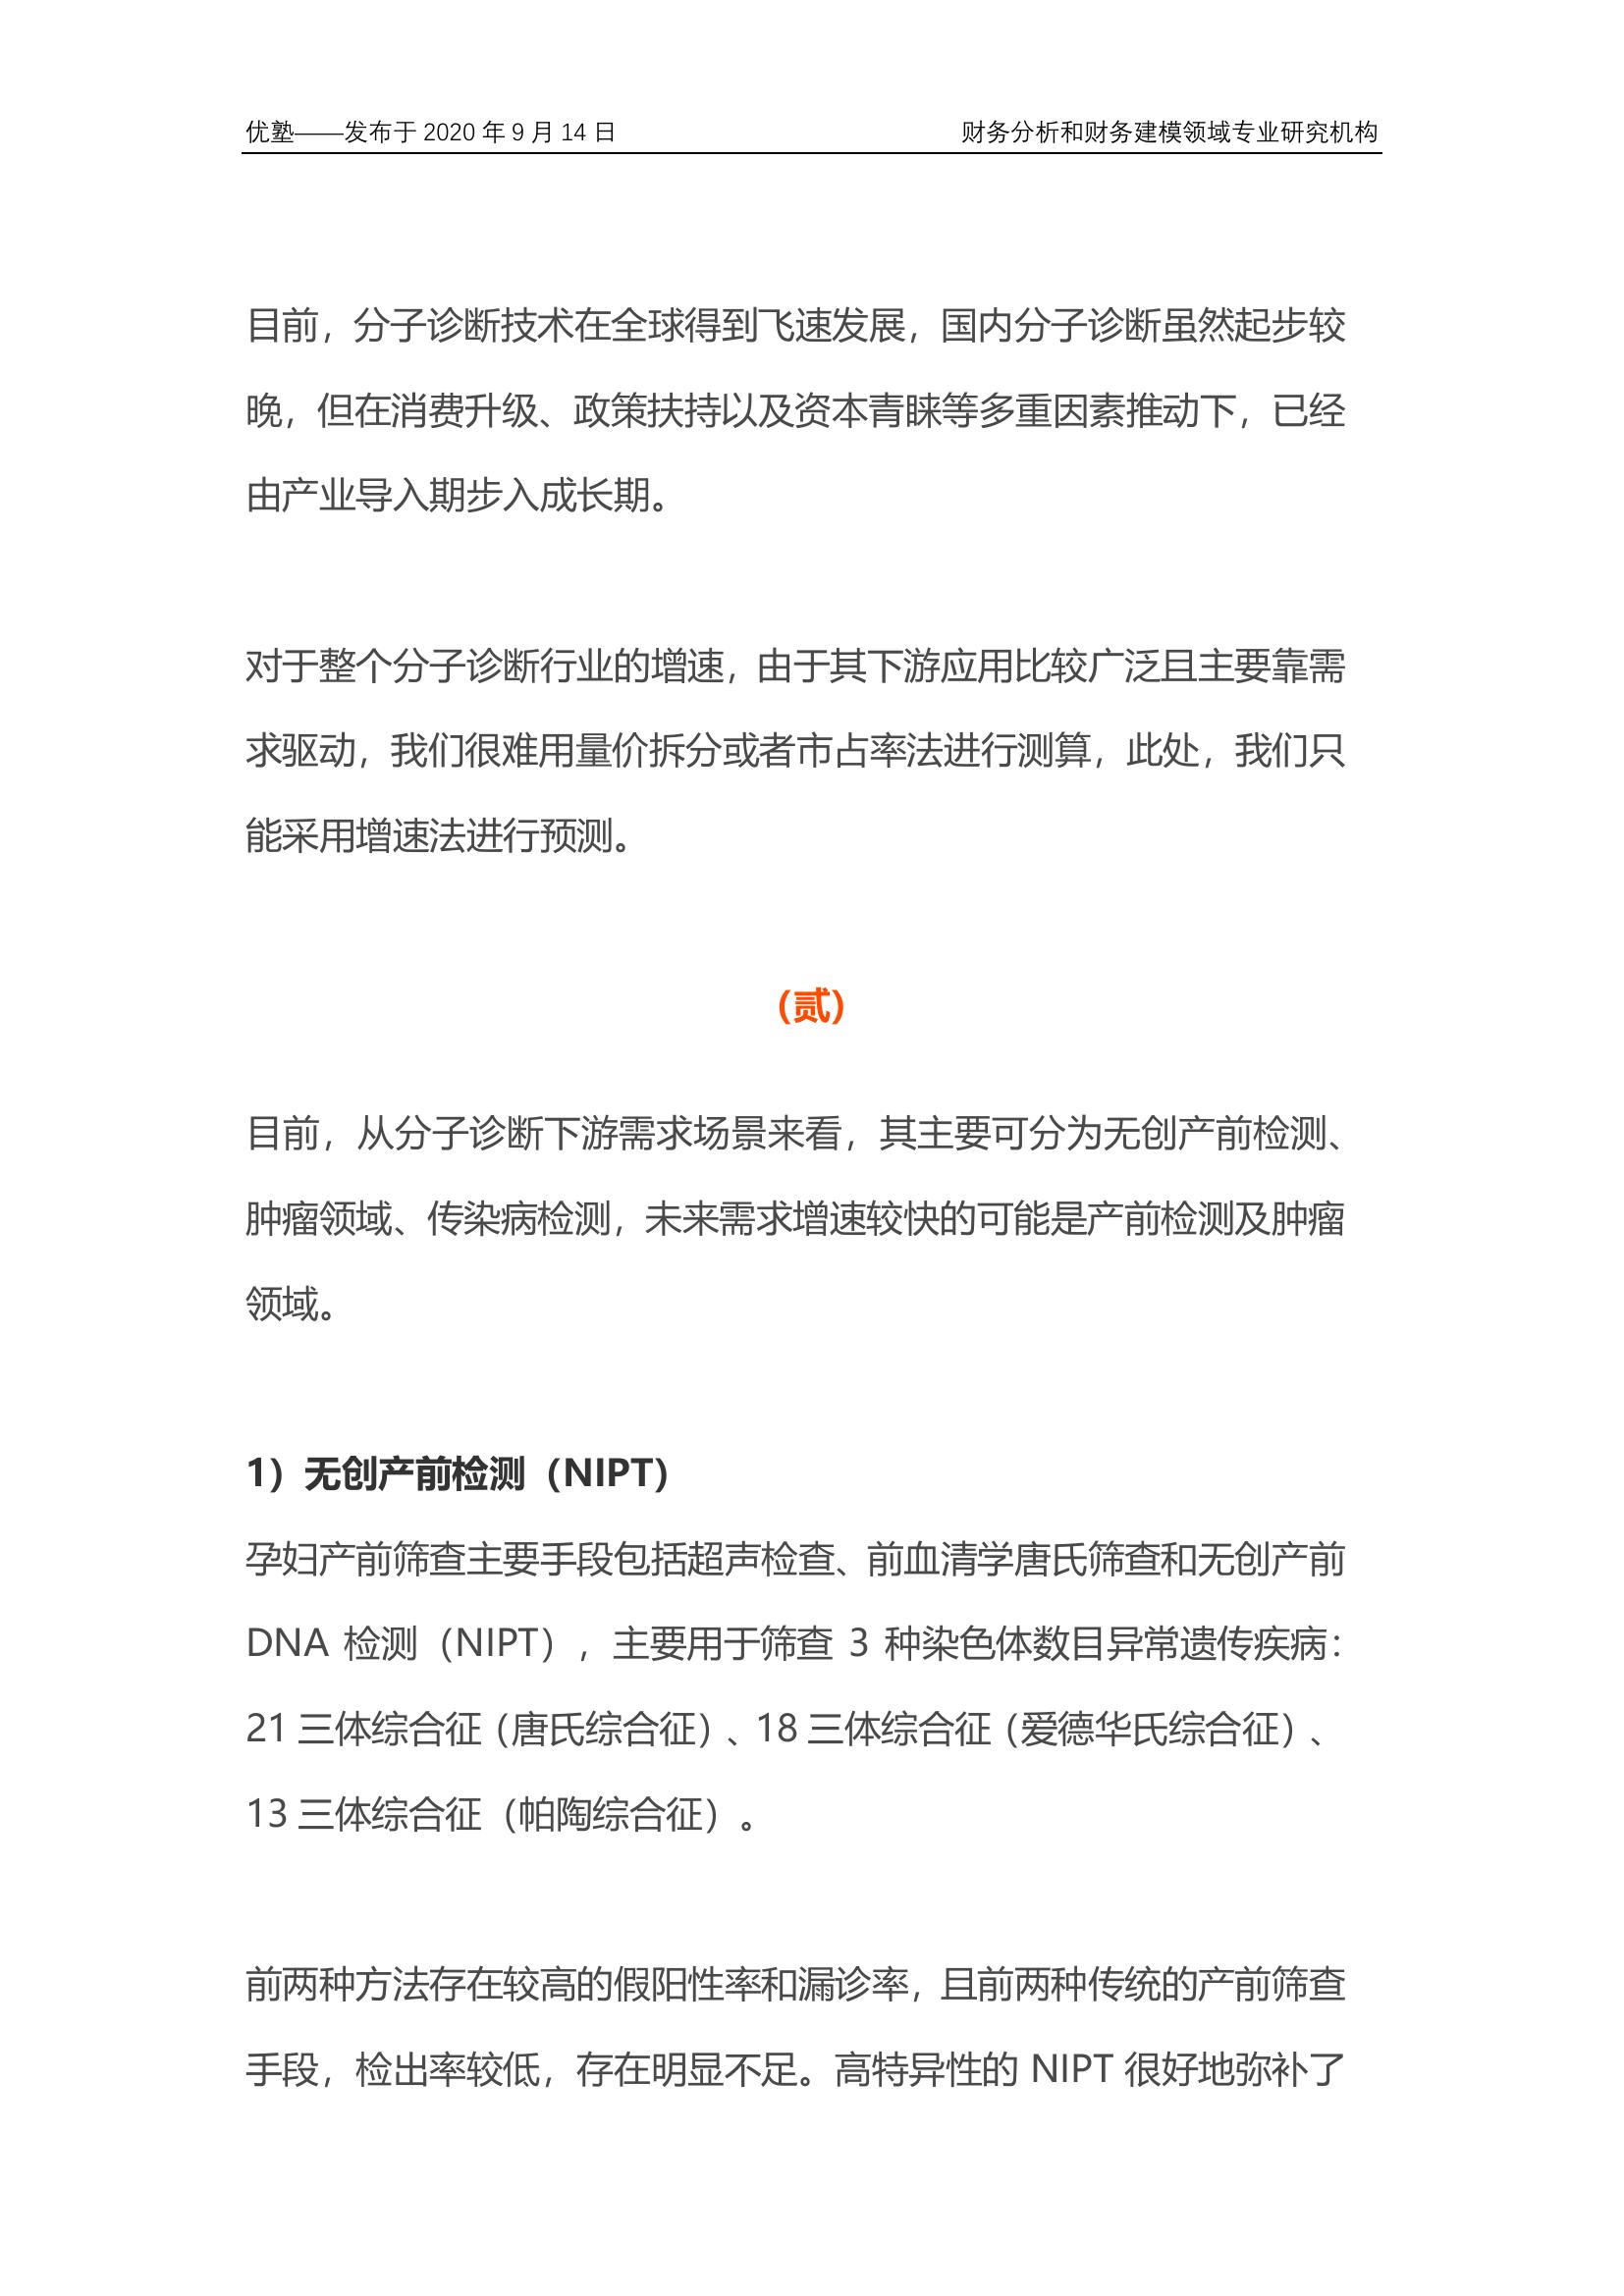 优塾——发布于 2020 年 9 月 14 日 财务分析和财务建模领域专业研究机构
目前，分子诊断技术在全球得到飞速发展，国内分子诊断虽然起步较
晚，但在消费升级、政策扶持以及资本青睐等多重因素推动下，已经
由产业导入期步入成长期。
对于整个分子诊断行业的增速，由于其下游应用比较广泛且主要靠需
求驱动，我们很难用量价拆分或者市占率法进行测算，此处，我们只
能采用增速法进行预测。
（贰）
目前，从分子诊断下游需求场景来看，其主要可分为无创产前检测、
肿瘤领域、传染病检测，未来需求增速较快的可能是产前检测及肿瘤
领域。
1）无创产前检测（NIPT）
孕妇产前筛查主要手段包括超声检查、前血清学唐氏筛查和无创产前
DNA 检测（NIPT），主要用于筛查 3 种染色体数目异常遗传疾病：
21 三体综合征（唐氏综合征）、18 三体综合征（爱德华氏综合征）、
13 三体综合征（帕陶综合征）。
前两种方法存在较高的假阳性率和漏诊率，且前两种传统的产前筛查
手段，检出率较低，存在明显不足。高特异性的 NIPT 很好地弥补了